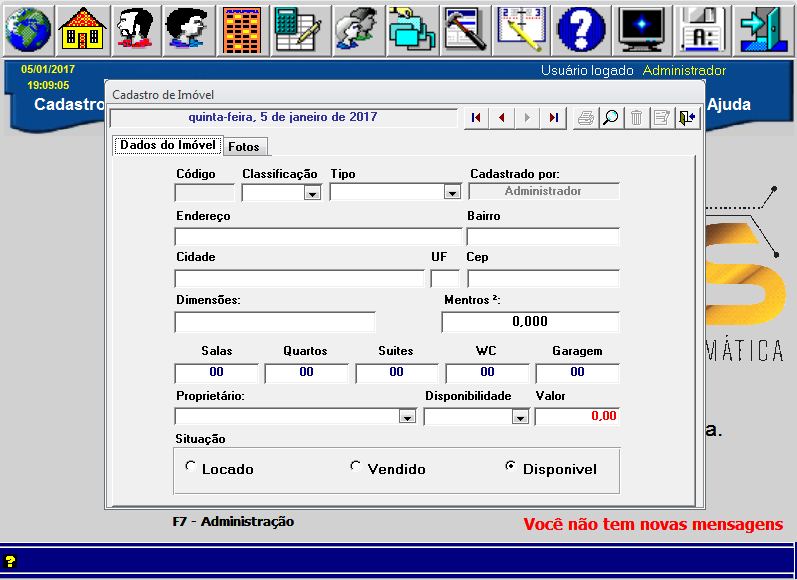 A:
05/01/2017
19:09:05
Usuário logado Administrador
Cadastro
Ajuda
Cadastro de Imóvel
quinta-feira, 5 de janeiro de 2017
Dados do Imóvel
Fotos
Código Classificação Tipo Cadastrado por:
Administrador
Endereço Bairro
Cidade UF Cep
Dimensões: Mentros ²:
0,000
Salas Quartos Suites WC Garagem
00 00 00 00 00
Proprietário: Disponibilidade Valor
0,00
Situação
Locado Vendido Disponivel
S
MÁTICA
a.
F7 - Administração
Você não tem novas mensagens
?